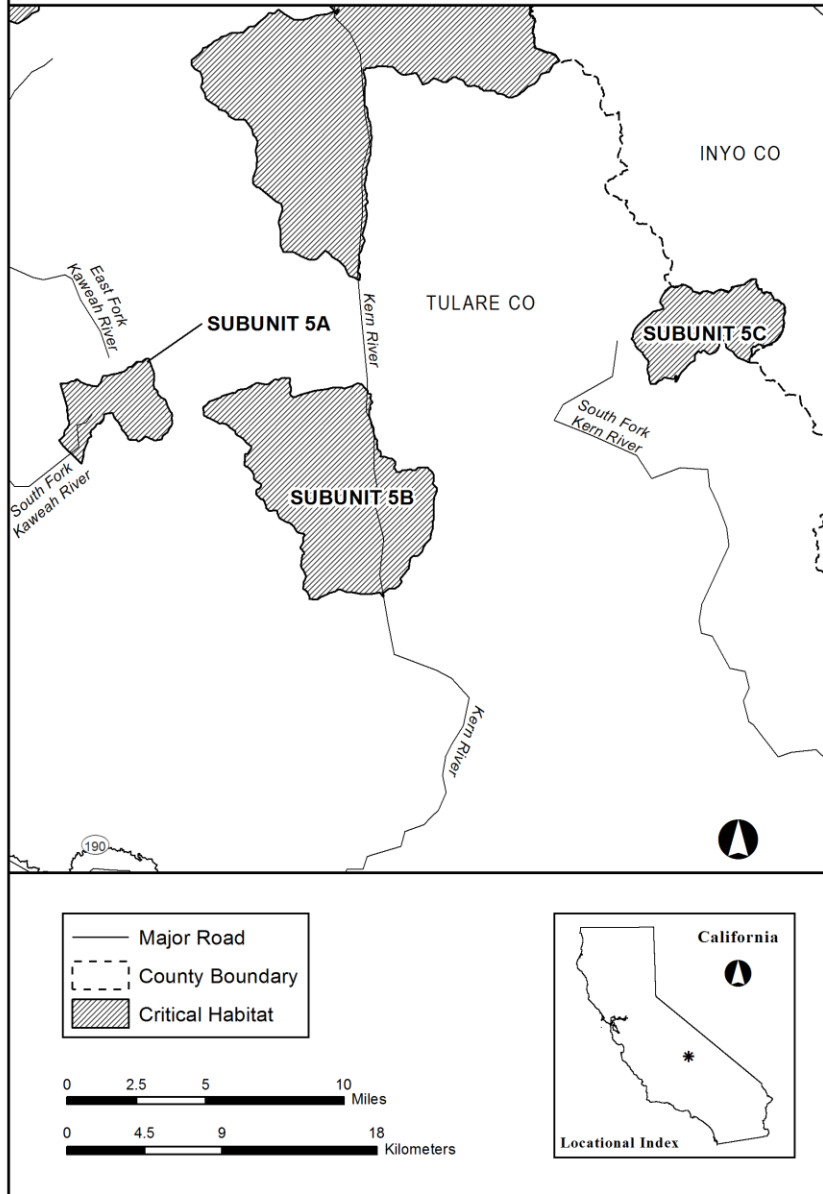 INYO CO
East Fork
Kaweah River
TULARE CO
Kern River
SUBUNIT 5A
SUBUNIT 5C
South Fork
Kern River
South Fork
Kaweah River
SUBUNIT 5B
Kern River
190
Major Road
County Boundary
Critical Habitat
0 2.5 5 10
Miles
0 4.5 9 18
Kilometers
California
Locational Index